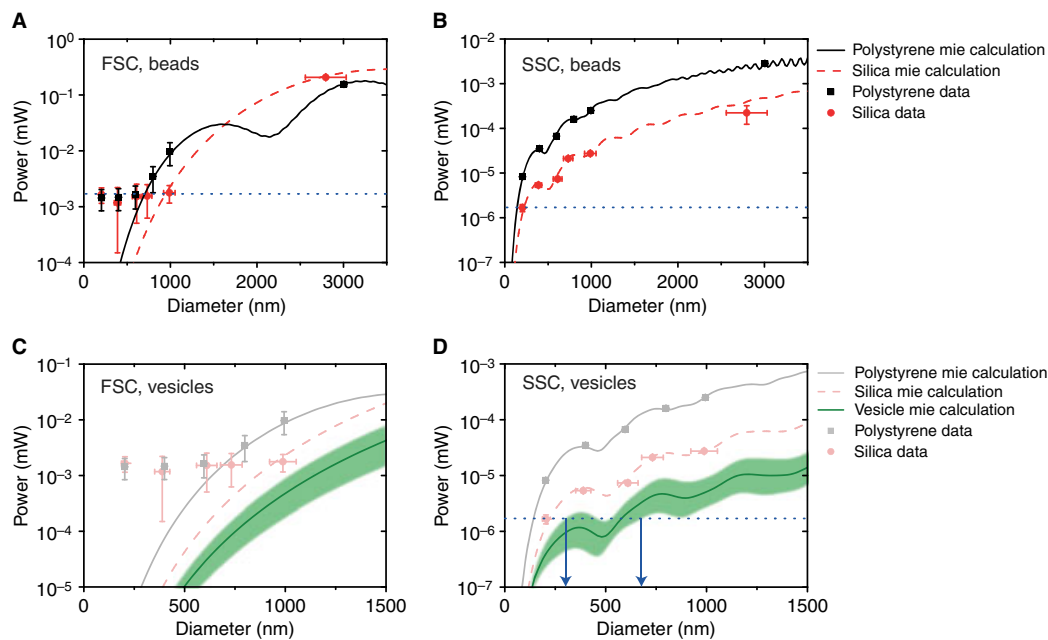 A
FSC, beads
10⁰
10⁻¹
10⁻²
10⁻³
10⁻⁴
Power (mW)
0 1000 2000 3000
Diameter (nm)
B
SSC, beads
10⁻²
10⁻³
10⁻⁴
10⁻⁵
10⁻⁶
10⁻⁷
Power (mW)
0 1000 2000 3000
Diameter (nm)
Polystyrene mie calculation
Silica mie calculation
Polystyrene data
Silica data
C
FSC, vesicles
10⁻¹
10⁻²
10⁻³
10⁻⁴
10⁻⁵
Power (mW)
0 500 1000 1500
Diameter (nm)
D
SSC, vesicles
10⁻³
10⁻⁴
10⁻⁵
10⁻⁶
10⁻⁷
Power (mW)
0 500 1000 1500
Diameter (nm)
Polystyrene mie calculation
Silica mie calculation
Vesicle mie calculation
Polystyrene data
Silica data